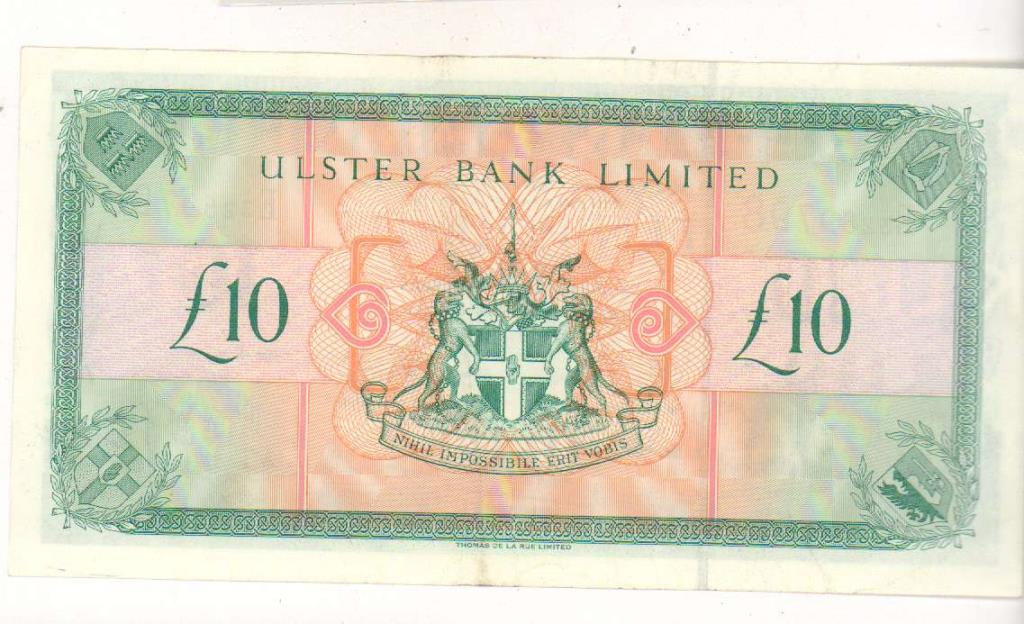 ULSTER BANK LIMITED
£10 £10
NIHIL IMPOSSIBILE ERIT VOBIS
THOMAS DE LA RUE LIMITED